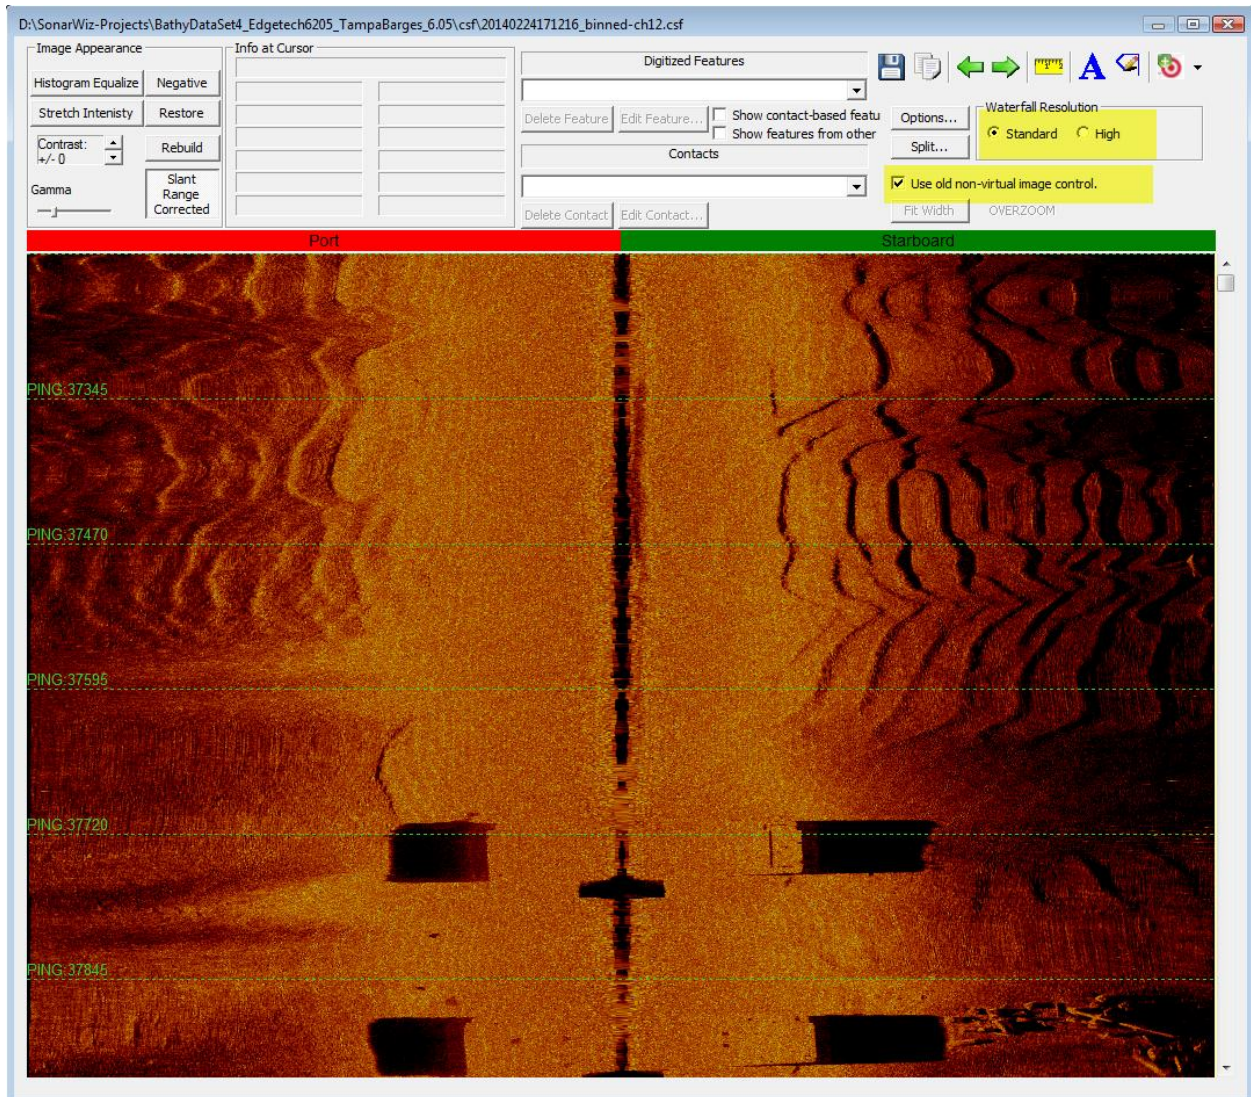 D:\SonarWiz-Projects\BathyDataSet4_Edgetech6205_TampaBarges_6.05\csf\20140224171216_binned-ch12.csf
Image Appearance
Histogram Equalize
Negative
Stretch Intenisty
Restore
Contrast:
+/- 0
Rebuild
Gamma
Slant
Range
Corrected
Info at Cursor
Digitized Features
Delete Feature
Edit Feature...
Show contact-based featu
Show features from other
Contacts
Delete Contact
Edit Contact...
A
Options...
Split...
Waterfall Resolution
Standard
High
Use old non-virtual image control.
Fit Width
OVERZOOM
Port
Starboard
PING:37345
PING:37470
PING:37595
PING:37720
PING:37845